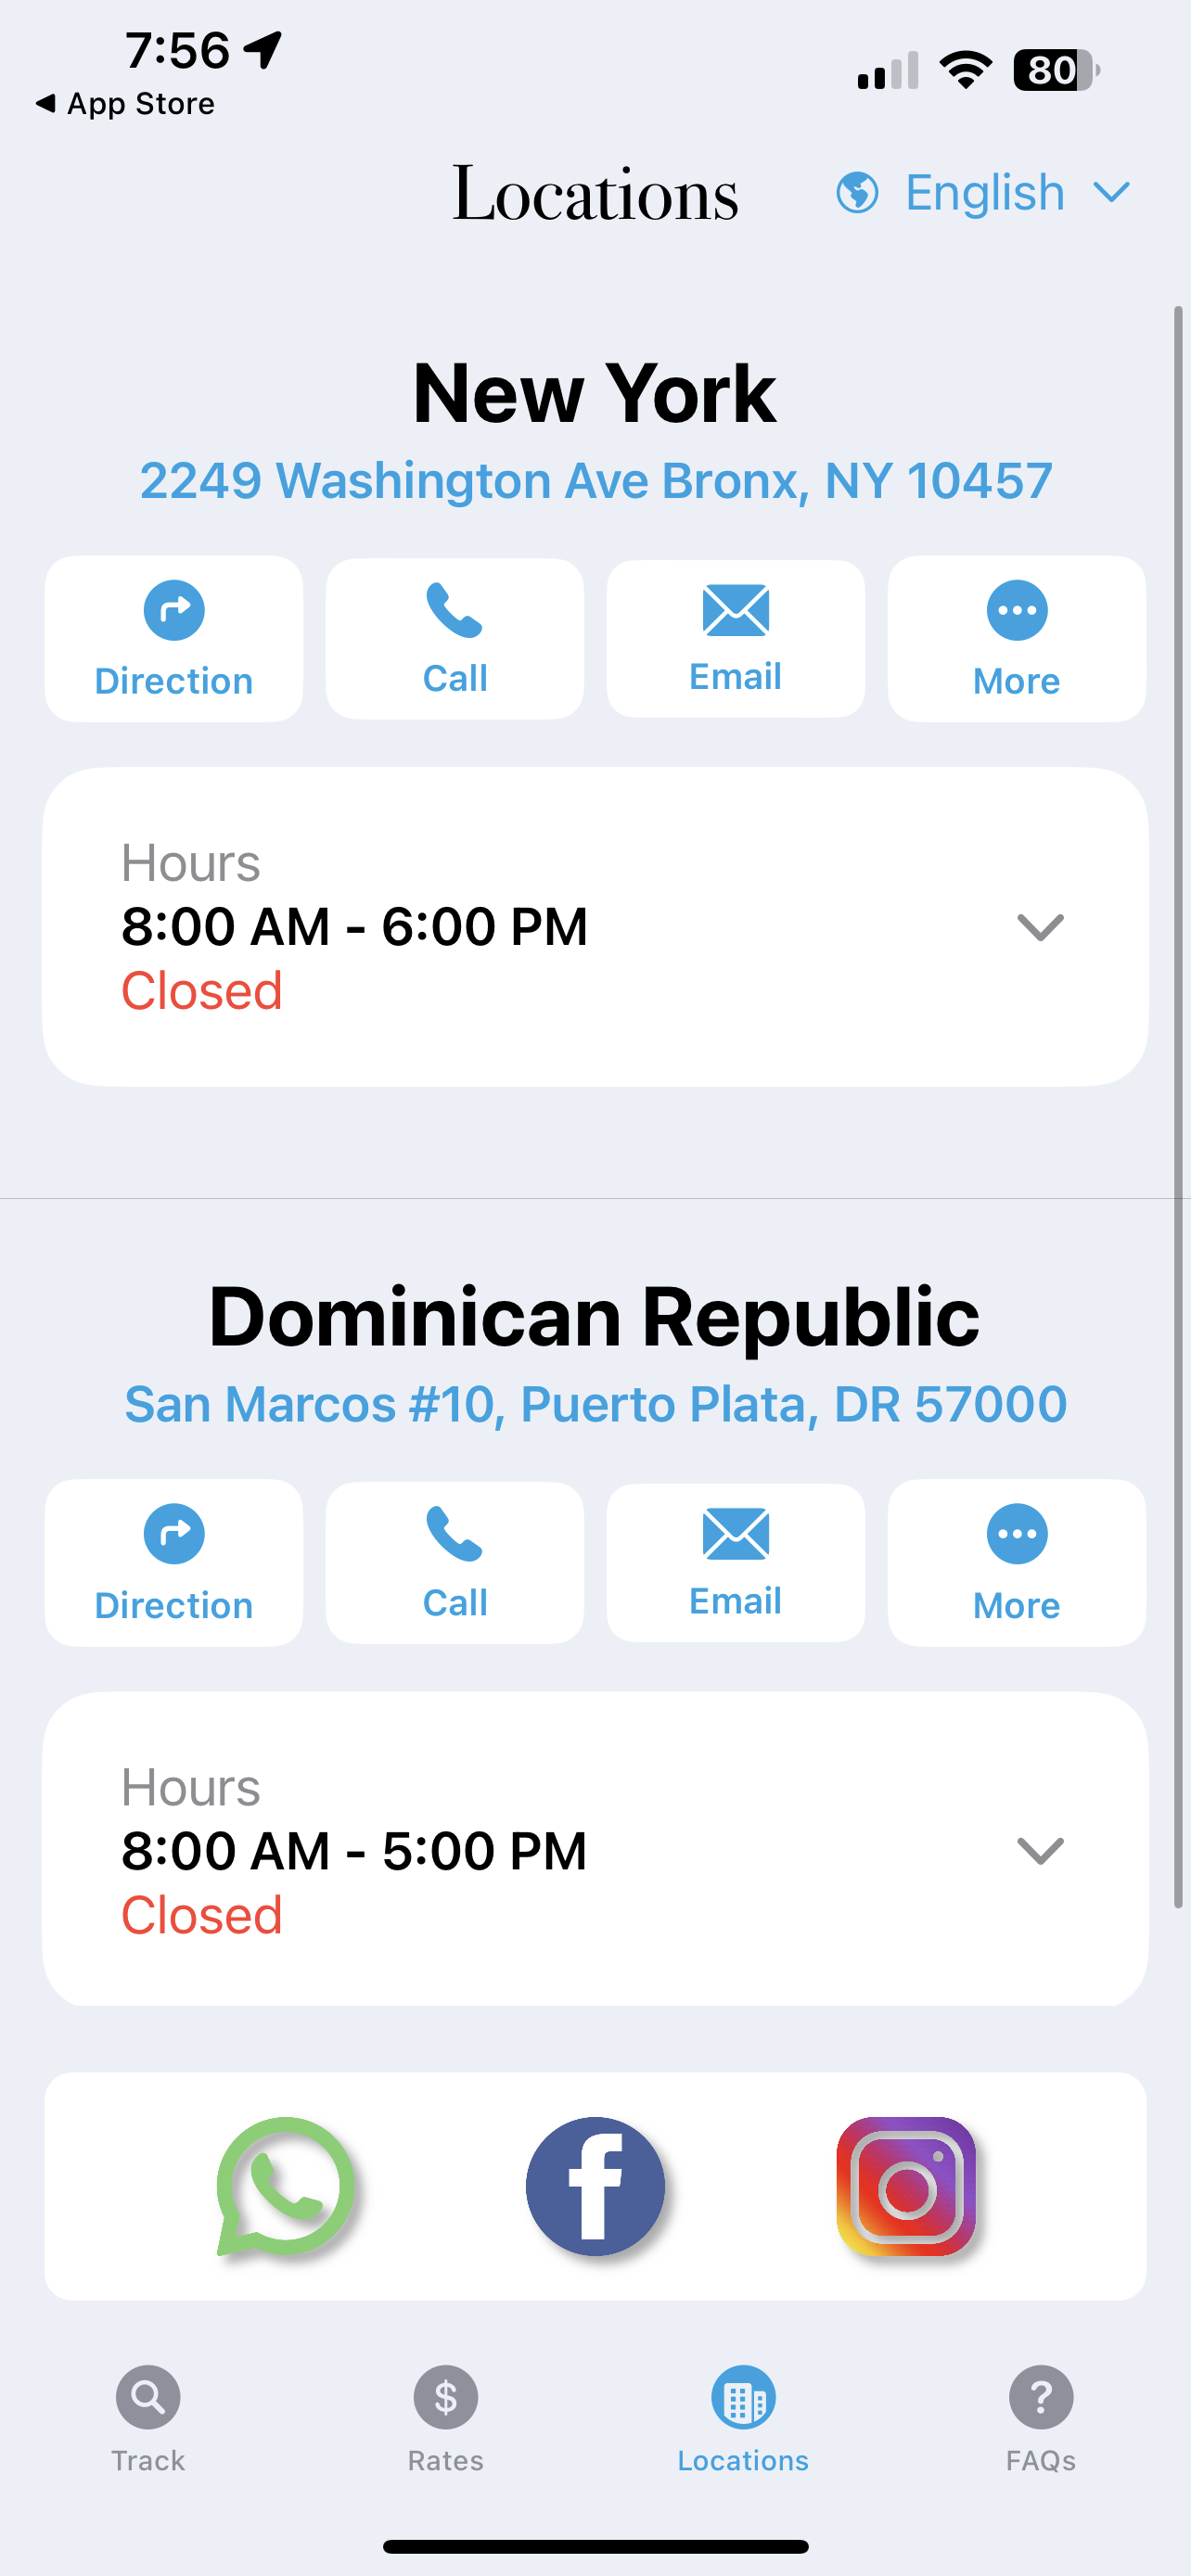 7:56
80
App Store
Locations
English
New York
2249 Washington Ave Bronx, NY 10457
Direction
Call
Email
More
Hours
8:00 AM - 6:00 PM
Closed
Dominican Republic
San Marcos #10, Puerto Plata, DR 57000
Direction
Call
Email
More
Hours
8:00 AM - 5:00 PM
Closed
Track
Rates
Locations
FAQs